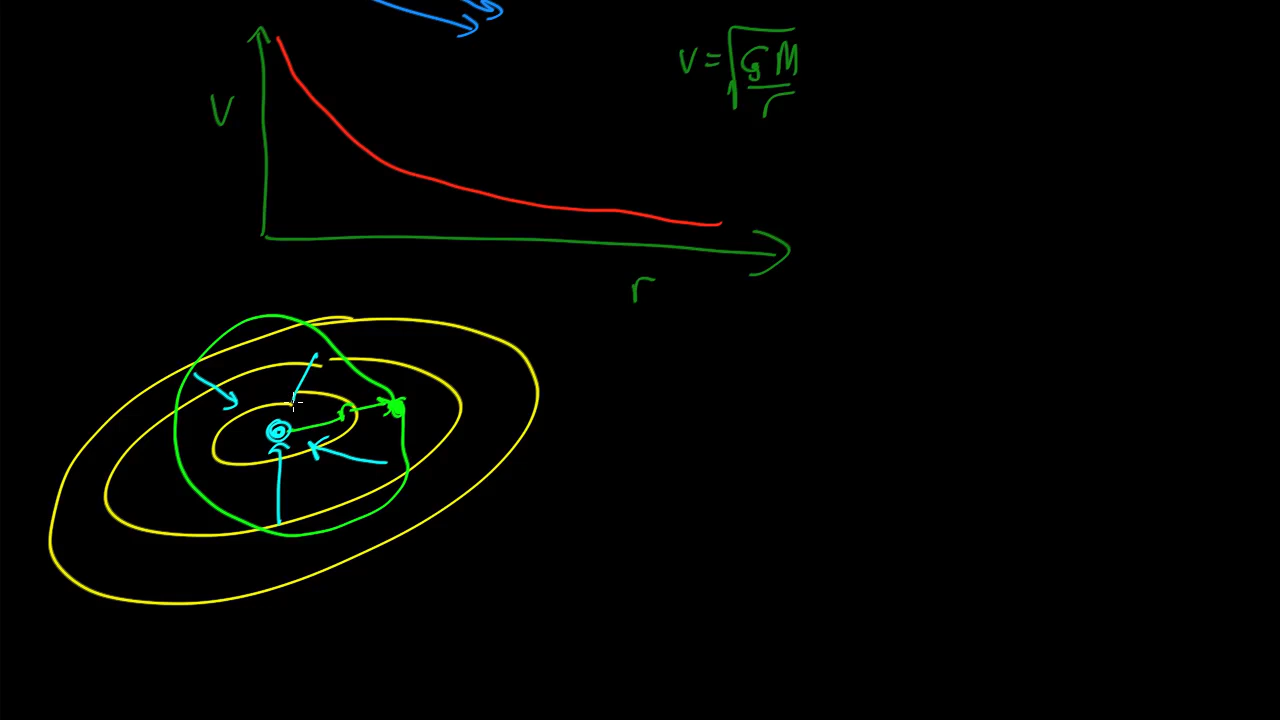 V
v = √(GM/r)
r